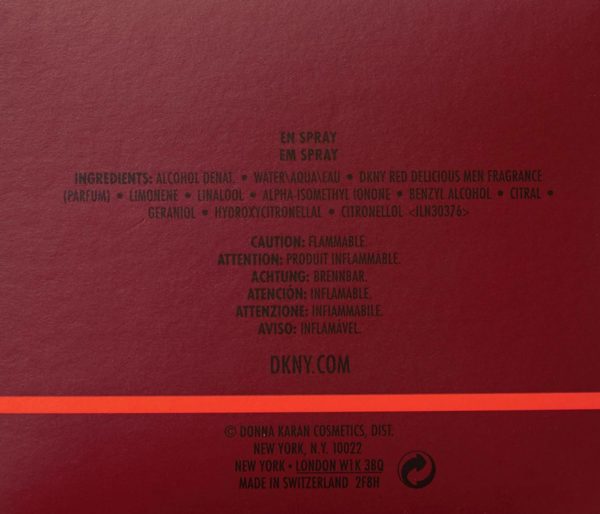 EN SPRAY
EM SPRAY
INGREDIENTS: ALCOHOL DENAT. • WATER\AQUA\EAU • DKNY RED DELICIOUS MEN FRAGRANCE
(PARFUM) • LIMONENE • LINALOOL • ALPHA-ISOMETHYL IONONE • BENZYL ALCOHOL • CITRAL •
GERANIOL • HYDROXYCITRONELLAL • CITRONELLOL <ILN30376>
CAUTION: FLAMMABLE.
ATTENTION: PRODUIT INFLAMMABLE.
ACHTUNG: BRENNBAR.
ATENCIÓN: INFLAMABLE.
ATTENZIONE: INFIAMMABILE.
AVISO: INFLAMÁVEL.
DKNY.COM
© DONNA KARAN COSMETICS, DIST.
NEW YORK, N.Y. 10022
NEW YORK • LONDON W1K 3BQ
MADE IN SWITZERLAND 2F8H